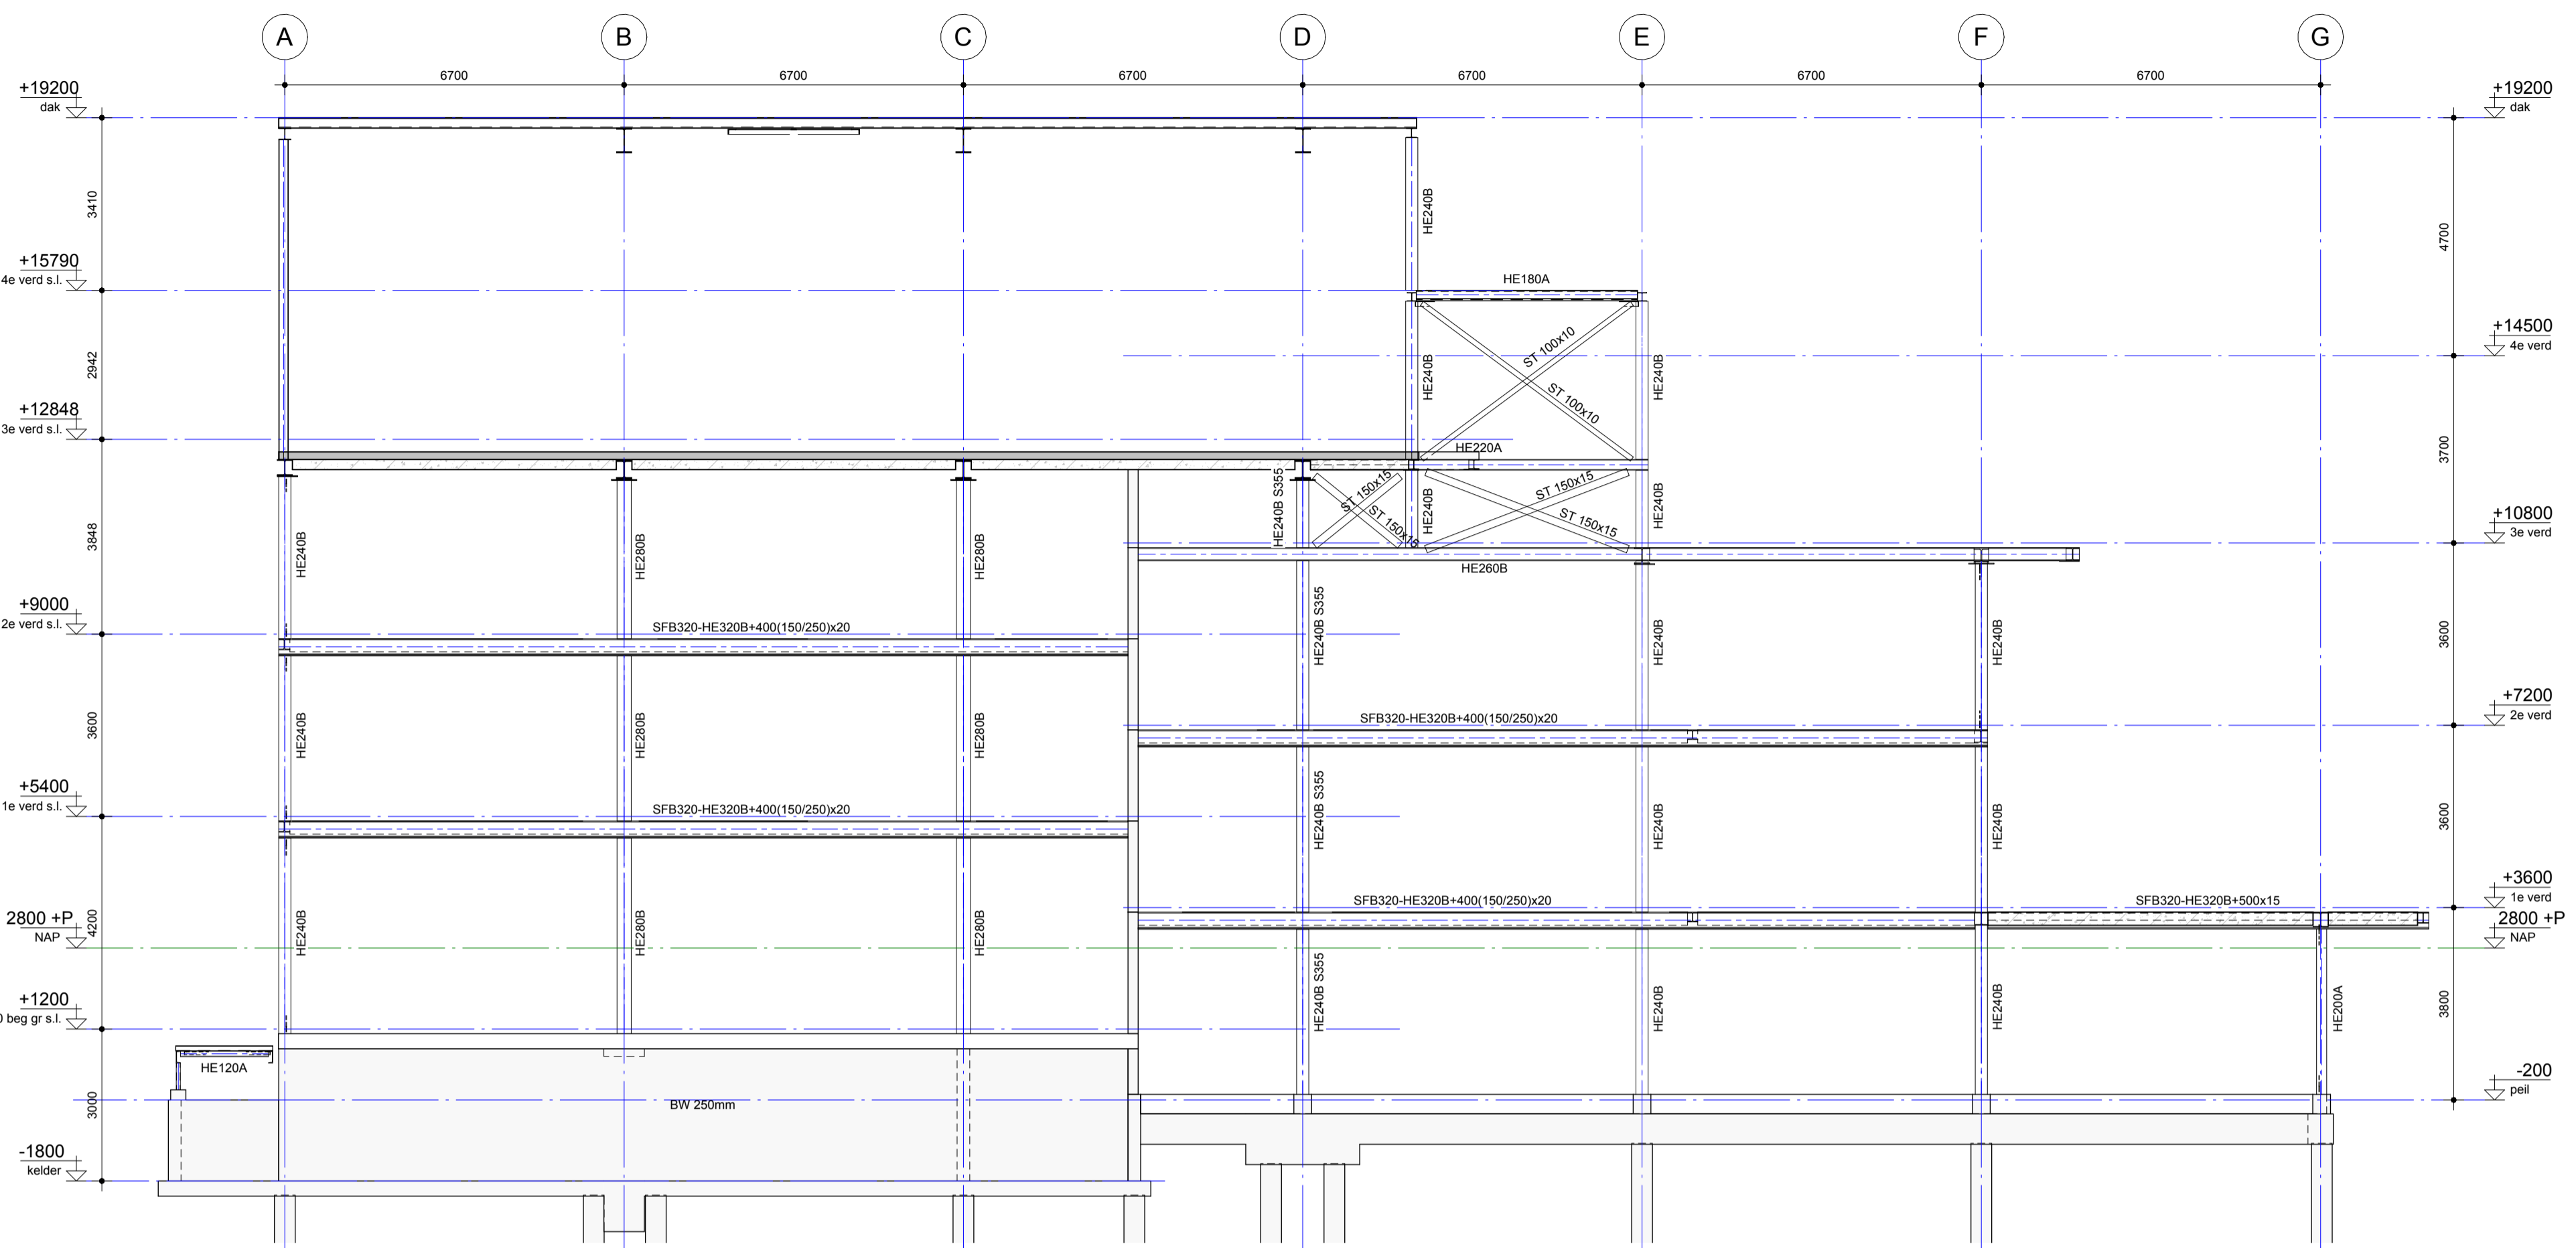 A
B
C
D
E
F
G
6700
6700
6700
6700
6700
6700
+19200
dak
+19200
dak
3410
HE240B
4700
+15790
4e verd s.l.
HE180A
+14500
4e verd
2942
HE240B
ST 100x10
ST 100x10
HE240B
+12848
3e verd s.l.
HE220A
3700
3848
HE240B
HE280B
HE280B
HE240B S355
ST 150x15
ST 150x15
HE240B
ST 150x15
ST 150x15
HE240B
+10800
3e verd
HE260B
+9000
2e verd s.l.
SFB320-HE320B+400(150/250)x20
HE240B S355
HE240B
HE240B
3600
3600
HE240B
HE280B
HE280B
SFB320-HE320B+400(150/250)x20
+7200
2e verd
+5400
1e verd s.l.
SFB320-HE320B+400(150/250)x20
HE240B S355
HE240B
HE240B
3600
4200
HE240B
HE280B
HE280B
SFB320-HE320B+400(150/250)x20
SFB320-HE320B+500x15
+3600
1e verd
2800 +P
NAP
2800 +P
NAP
HE240B S355
HE240B
HE240B
HE200A
3800
+1200
beg gr s.l.
HE120A
3000
BW 250mm
-200
peil
-1800
kelder